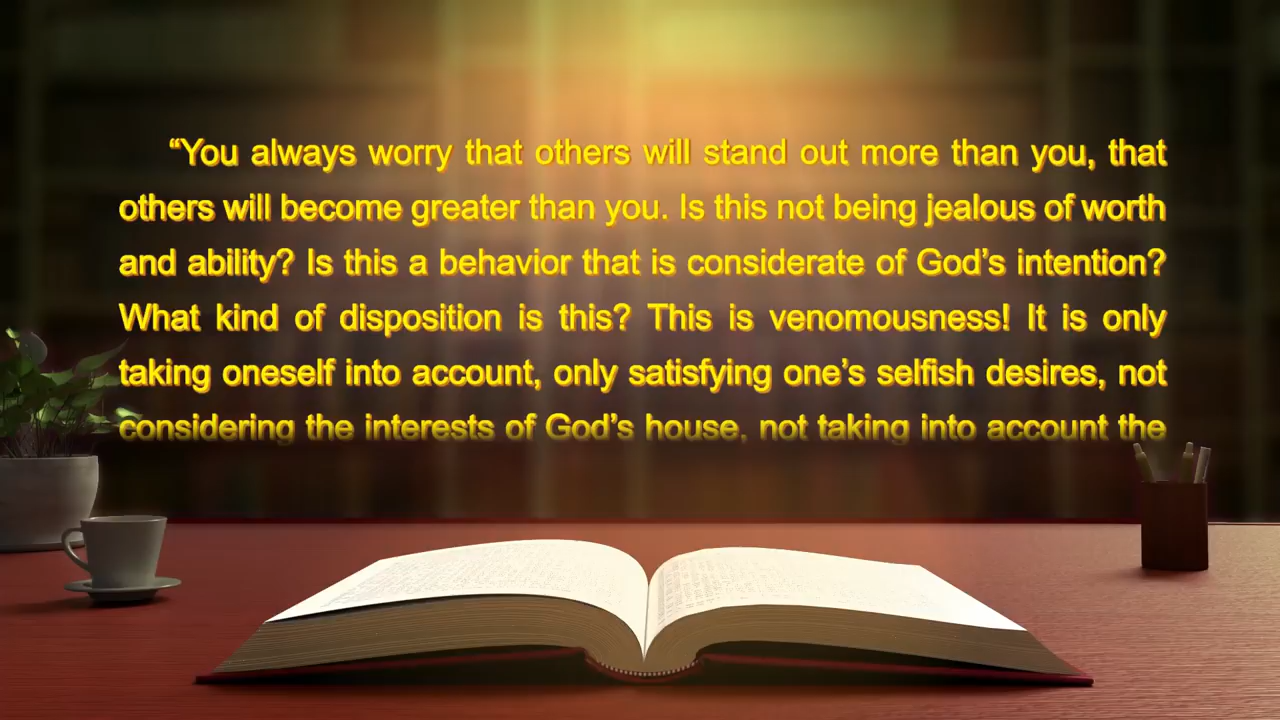 “You always worry that others will stand out more than you, that
others will become greater than you. Is this not being jealous of worth
and ability? Is this a behavior that is considerate of God’s intention?
What kind of disposition is this? This is venomousness! It is only
taking oneself into account, only satisfying one’s selfish desires, not
considering the interests of God’s house, not taking into account the